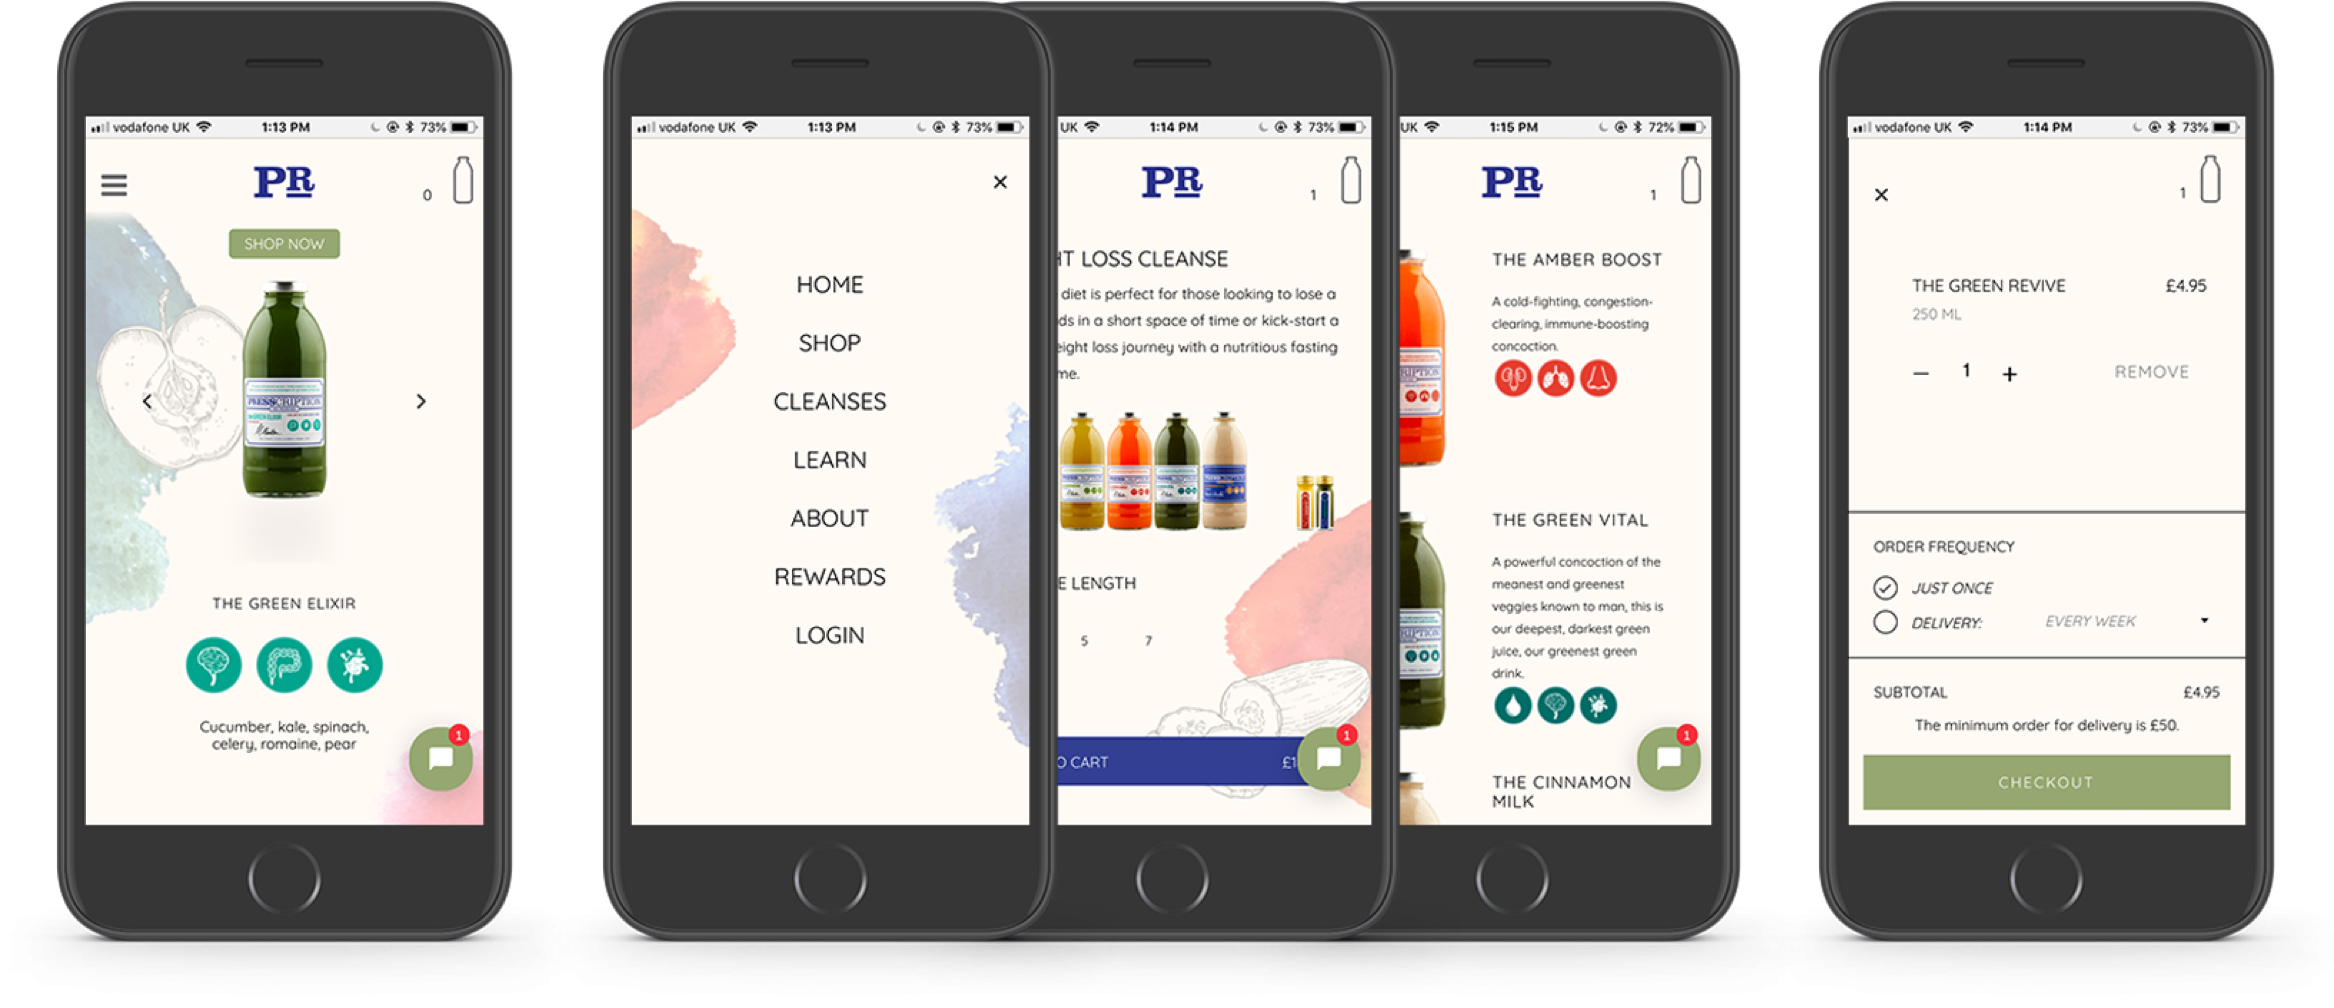 vodafone UK 1:13 PM 73%
PR
0
SHOP NOW
PRESSCRIPTION
THE GREEN ELIXIR
Cucumber, kale, spinach,
celery, romaine, pear
1
vodafone UK 1:13 PM 73%
HOME
SHOP
CLEANSES
LEARN
ABOUT
REWARDS
LOGIN
UK 1:14 PM 73%
PR
1
HT LOSS CLEANSE
diet is perfect for those looking to lose a
ds in a short space of time or kick-start a
eight loss journey with a nutritious fasting
me.
E LENGTH
5 7
O CART £1
1
UK 1:15 PM 72%
PR
1
THE AMBER BOOST
A cold-fighting, congestion-
clearing, immune-boosting
concoction.
RIPTION
THE GREEN VITAL
A powerful concoction of the
meanest and greenest
veggies known to man, this is
our deepest, darkest green
juice, our greenest green
drink.
RIPTION
1
THE CINNAMON
MILK
vodafone UK 1:14 PM 73%
1
THE GREEN REVIVE £4.95
250 ML
1 REMOVE
ORDER FREQUENCY
JUST ONCE
DELIVERY: EVERY WEEK
SUBTOTAL £4.95
The minimum order for delivery is £50.
CHECKOUT